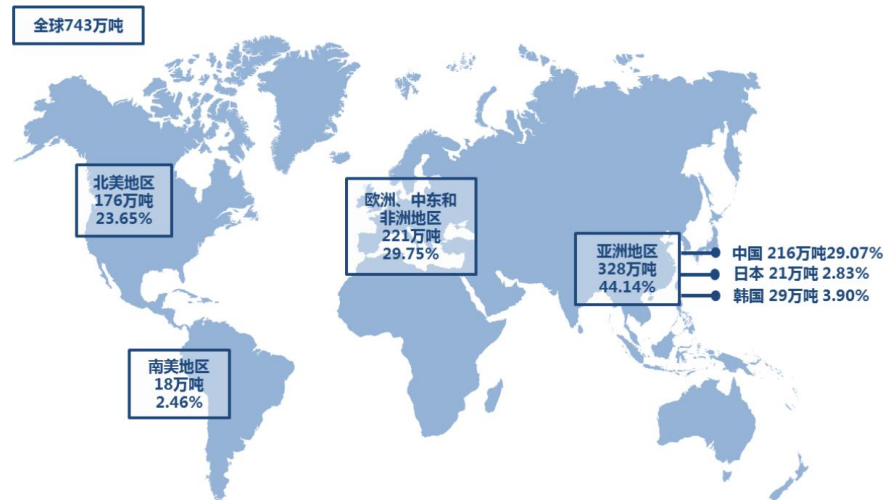 全球743万吨
北美地区
176万吨
23.65%
欧洲、中东和
非洲地区
221万吨
29.75%
亚洲地区
328万吨
44.14%
中国 216万吨29.07%
日本 21万吨 2.83%
韩国 29万吨 3.90%
南美地区
18万吨
2.46%